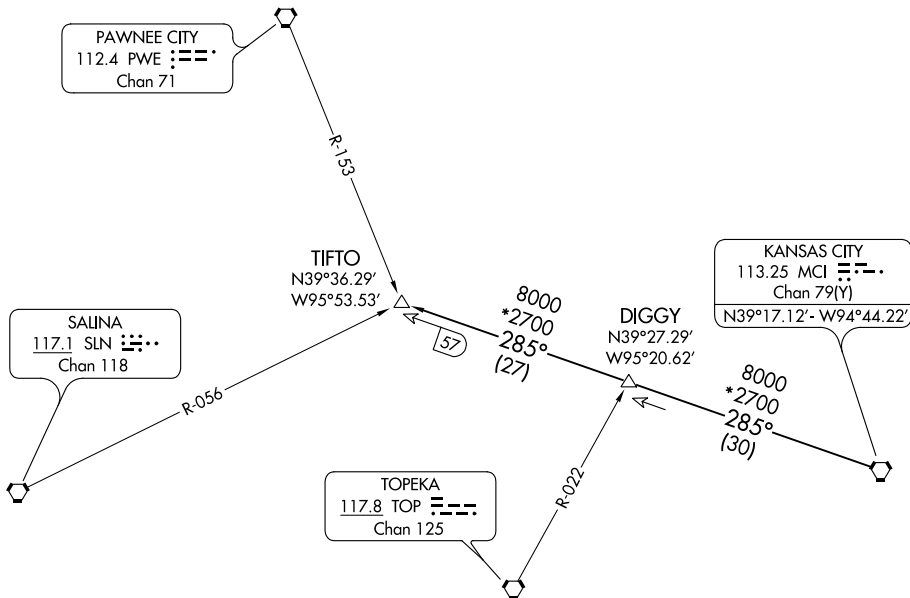 PAWNEE CITY
112.4 PWE
Chan 71
R-153
TIFTO
N39°36.29'
W95°53.53'
KANSAS CITY
113.25 MCI
Chan 79(Y)
N39°17.12'- W94°44.22'
8000
*2700
285°
(27)
57
DIGGY
N39°27.29'
W95°20.62'
8000
*2700
285°
(30)
SALINA
117.1 SLN
Chan 118
R-056
R-022
TOPEKA
117.8 TOP
Chan 125